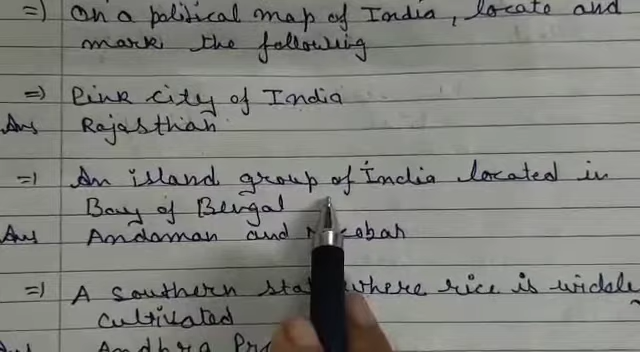 =) On a political map of India, locate and
mark the following
=) Pink city of India
Ans Rajasthan
=) An island group of India located in
Bay of Bengal
Ans Andaman and
=) A southern where rice is widely
cultivated
Andhra